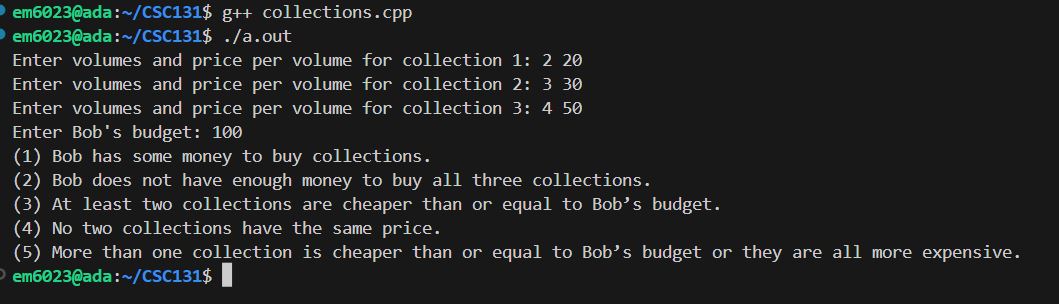 em6023@ada:~/CSC131$ g++ collections.cpp
em6023@ada:~/CSC131$ ./a.out
Enter volumes and price per volume for collection 1: 2 20
Enter volumes and price per volume for collection 2: 3 30
Enter volumes and price per volume for collection 3: 4 50
Enter Bob's budget: 100
(1) Bob has some money to buy collections.
(2) Bob does not have enough money to buy all three collections.
(3) At least two collections are cheaper than or equal to Bob’s budget.
(4) No two collections have the same price.
(5) More than one collection is cheaper than or equal to Bob’s budget or they are all more expensive.
em6023@ada:~/CSC131$